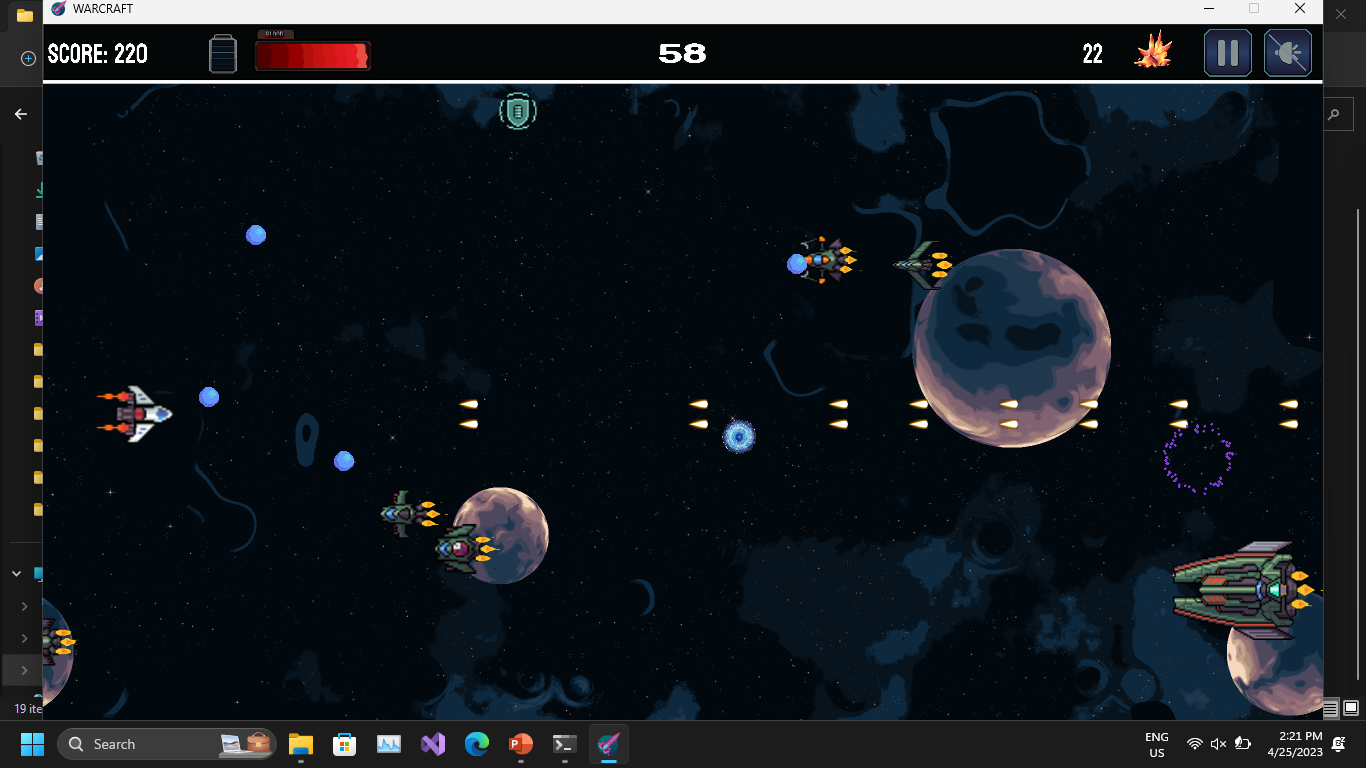 WARCRAFT
SCORE: 220
58
22
19 ite
Search
ENG
US
2:21 PM
4/25/2023